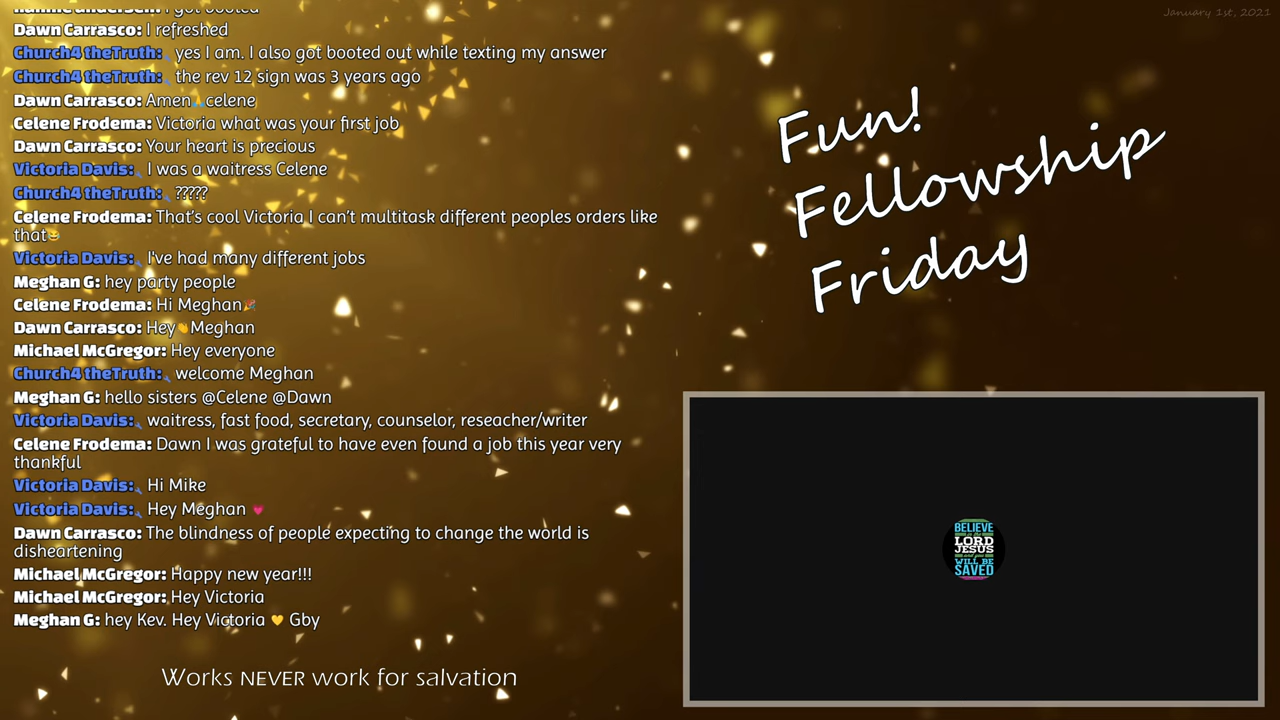 January 1st, 2021
Dawn Carrasco: I refreshed
Church4 theTruth: yes I am. I also got booted out while texting my answer
Church4 theTruth: the rev 12 sign was 3 years ago
Dawn Carrasco: Amen🙏celene
Celene Frodema: Victoria what was your first job
Dawn Carrasco: Your heart is precious
Victoria Davis: I was a waitress Celene
Church4 theTruth: ?????
Celene Frodema: That's cool Victoria I can't multitask different peoples orders like
that😅
Victoria Davis: I've had many different jobs
Meghan G: hey party people
Celene Frodema: Hi Meghan🎉
Dawn Carrasco: Hey👏Meghan
Michael McGregor: Hey everyone
Church4 theTruth: welcome Meghan
Meghan G: hello sisters @Celene @Dawn
Victoria Davis: waitress, fast food, secretary, counselor, reseacher/writer
Celene Frodema: Dawn I was grateful to have even found a job this year very
thankful
Victoria Davis: Hi Mike
Victoria Davis: Hey Meghan 💗
Dawn Carrasco: The blindness of people expecting to change the world is
disheartening
Michael McGregor: Happy new year!!!
Michael McGregor: Hey Victoria
Meghan G: hey Kev. Hey Victoria 💛 Gby
Works NEVER work for salvation
Fun!
Fellowship
Friday
BELIEVE
LORD
JESUS
WILL BE
SAVED